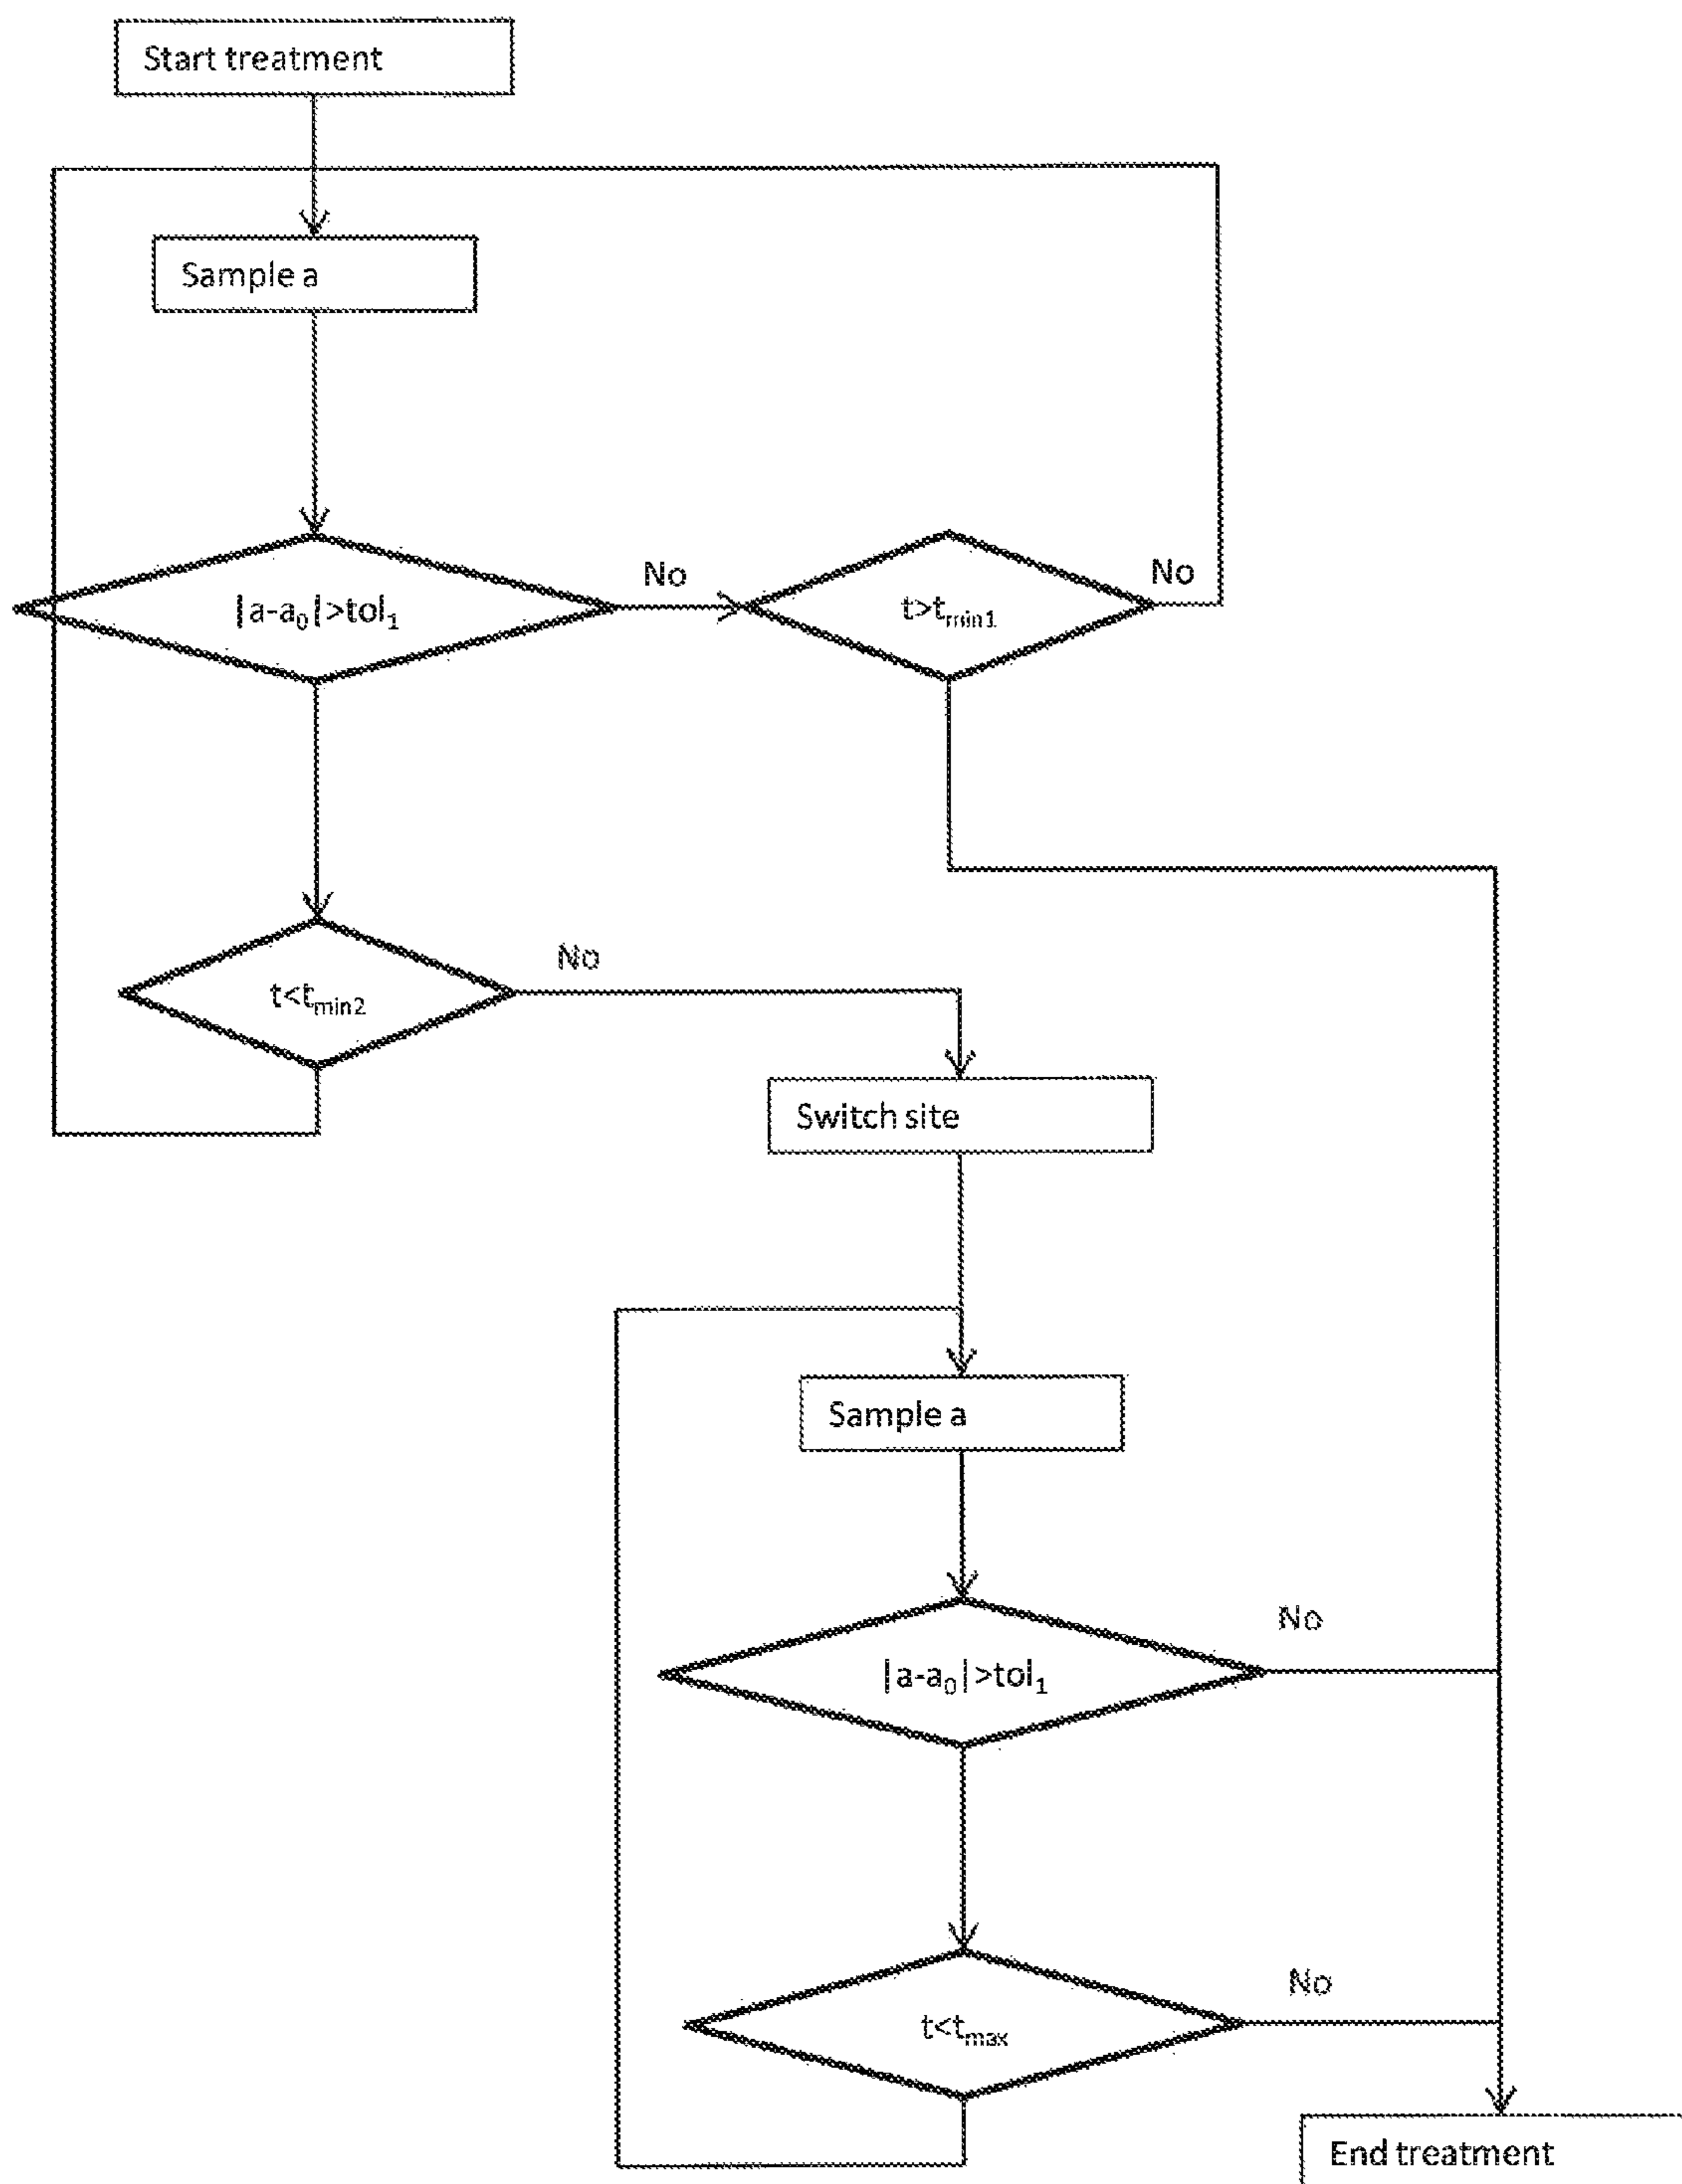 Start treatment
Sample a
|a-a₀|>tol₁
No
t>tₘᵢₙ₁
No
t<tₘᵢₙ₂
No
Switch site
Sample a
|a-a₀|>tol₁
No
t<tₘₐₓ
No
End treatment